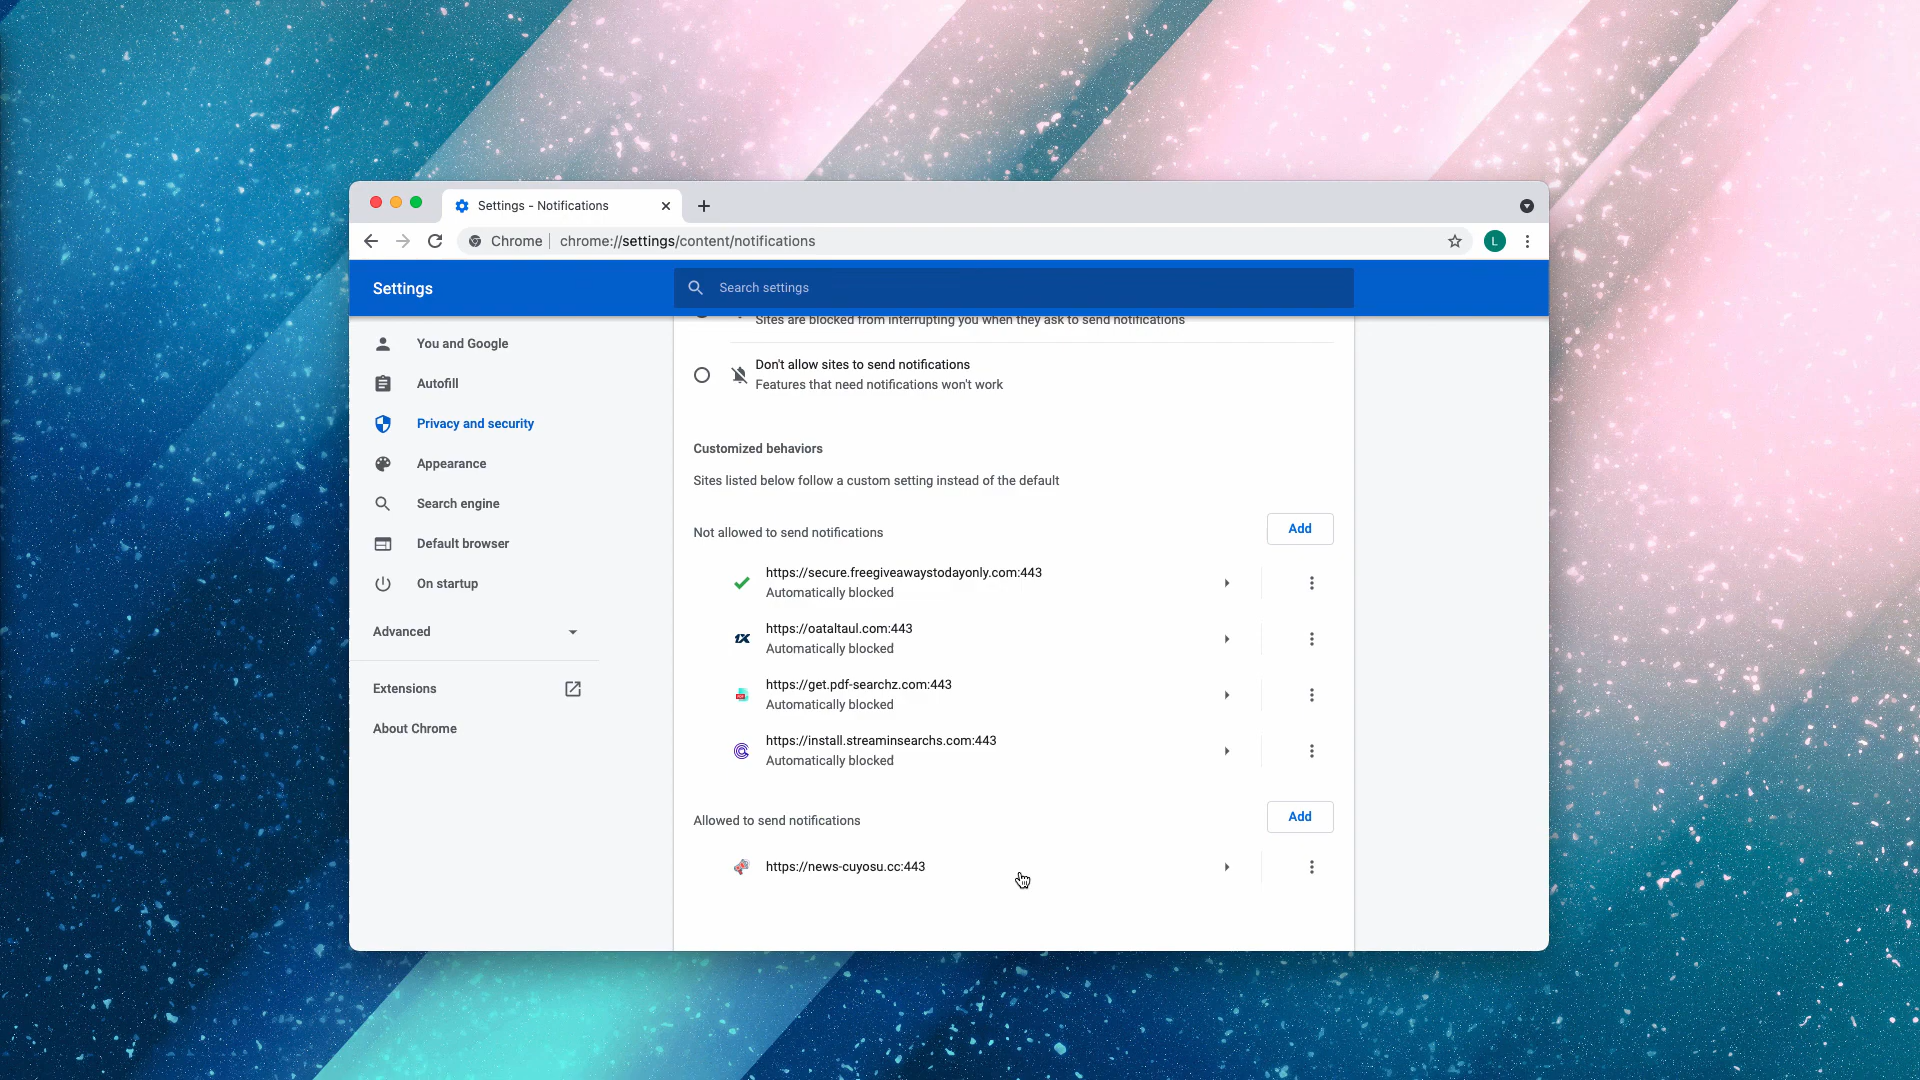 Settings - Notifications
Chrome chrome://settings/content/notifications
L
Settings
Search settings
Sites are blocked from interrupting you when they ask to send notifications
You and Google
Autofill
Privacy and security
Appearance
Search engine
Default browser
On startup
Advanced
Extensions
About Chrome
Don't allow sites to send notifications
Features that need notifications won't work
Customized behaviors
Sites listed below follow a custom setting instead of the default
Not allowed to send notifications
Add
https://secure.freegiveawaystodayonly.com:443
Automatically blocked
1X
https://oataltaul.com:443
Automatically blocked
https://get.pdf-searchz.com:443
Automatically blocked
https://install.streaminsearchs.com:443
Automatically blocked
Allowed to send notifications
Add
https://news-cuyosu.cc:443